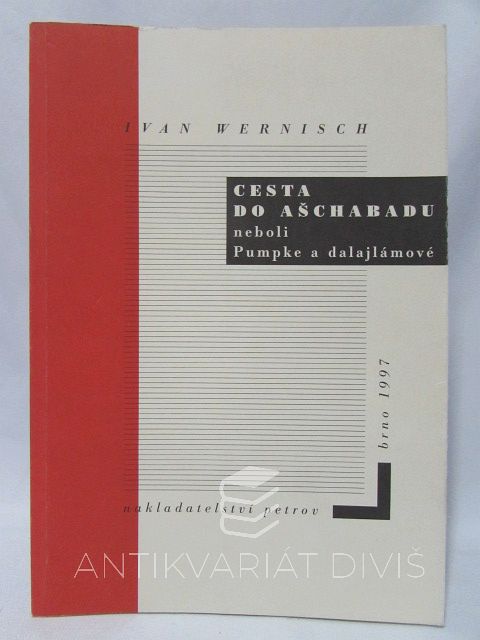 IVAN WERNISCH
CESTA
DO AŠCHABADU
neboli
Pumpke a dalajlámové
brno 1997
nakladatelství petrov
ANTIKVARIÁT DIVIŠ